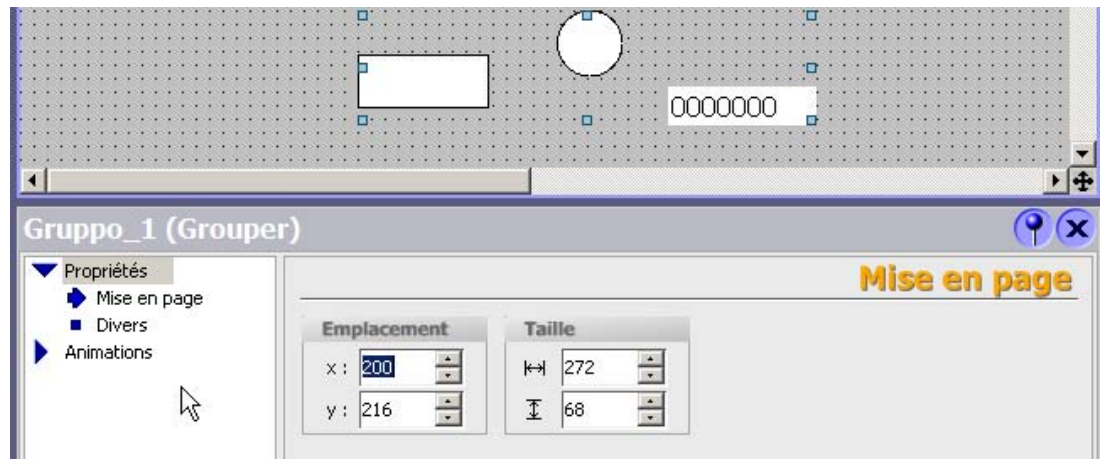 0000000
Gruppo_1 (Grouper)
Propriétés
Mise en page
Divers
Animations
Mise en page
Emplacement
Taille
x : 200
272
y : 216
68